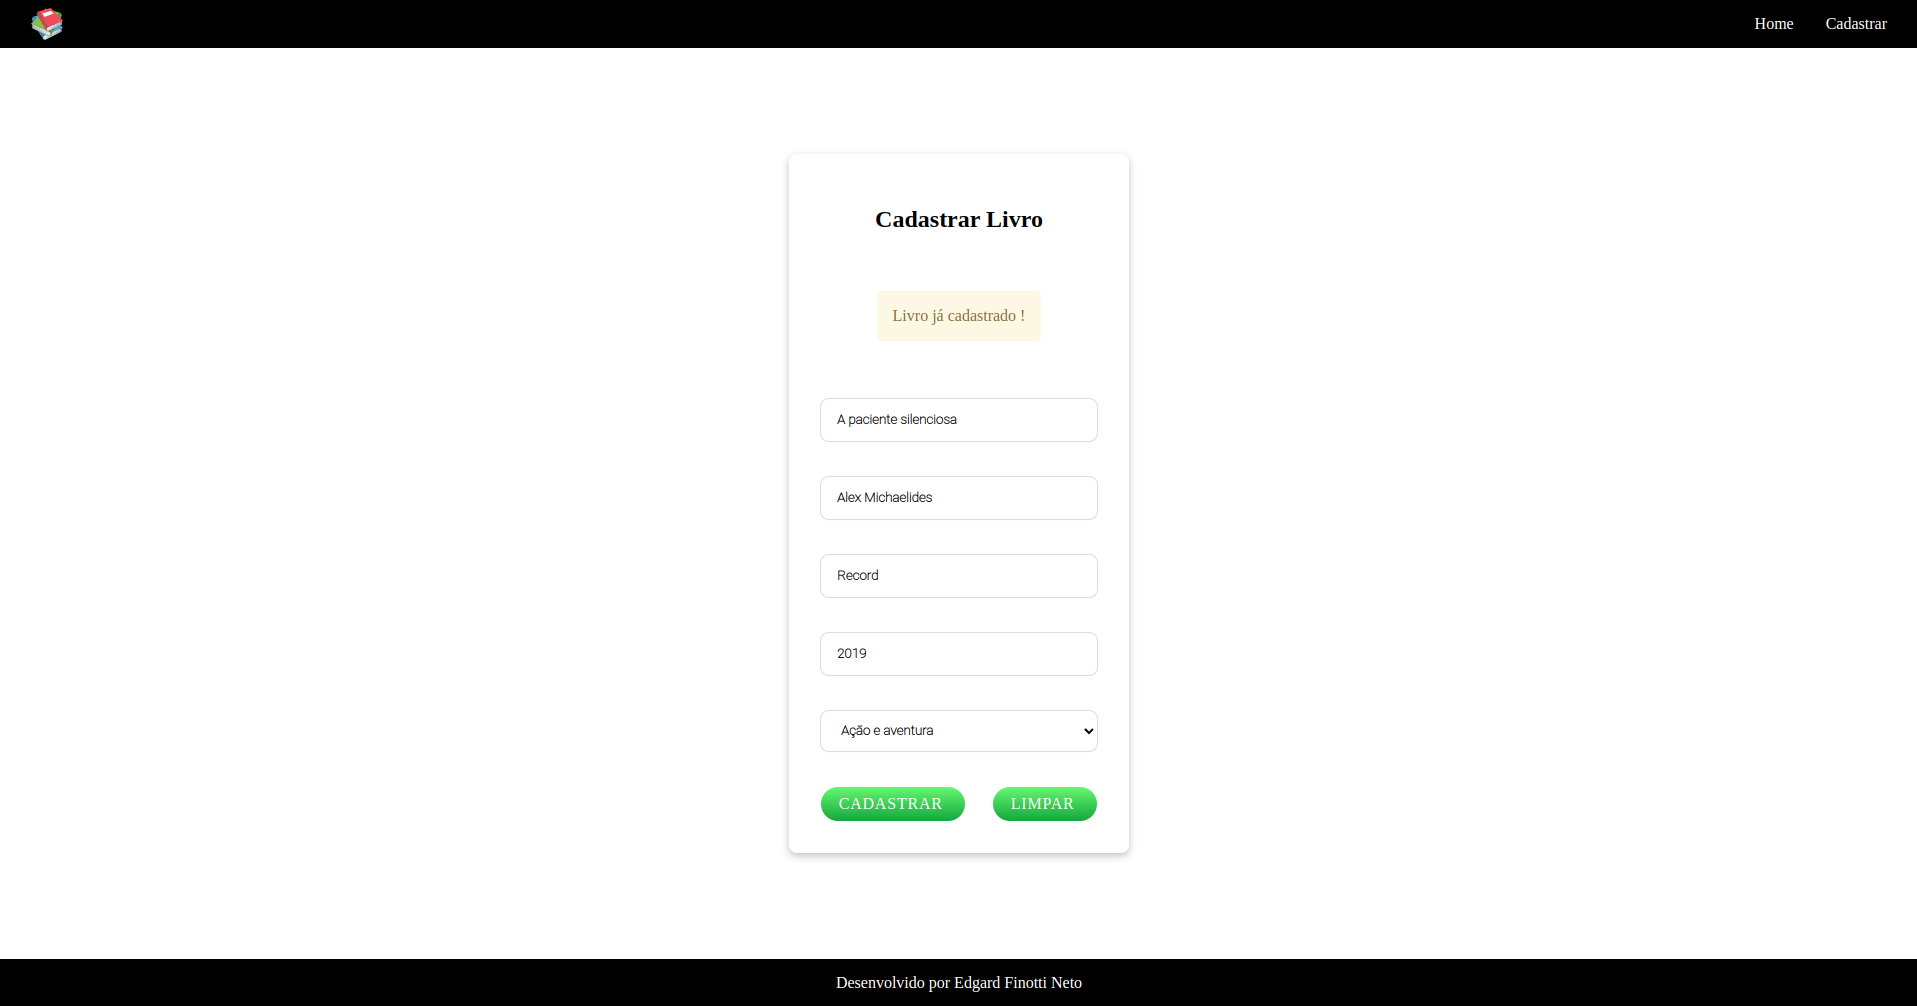 Home Cadastrar
Cadastrar Livro
Livro já cadastrado !
A paciente silenciosa
Alex Michaelides
Record
2019
Ação e aventura
CADASTRAR LIMPAR
Desenvolvido por Edgard Finotti Neto